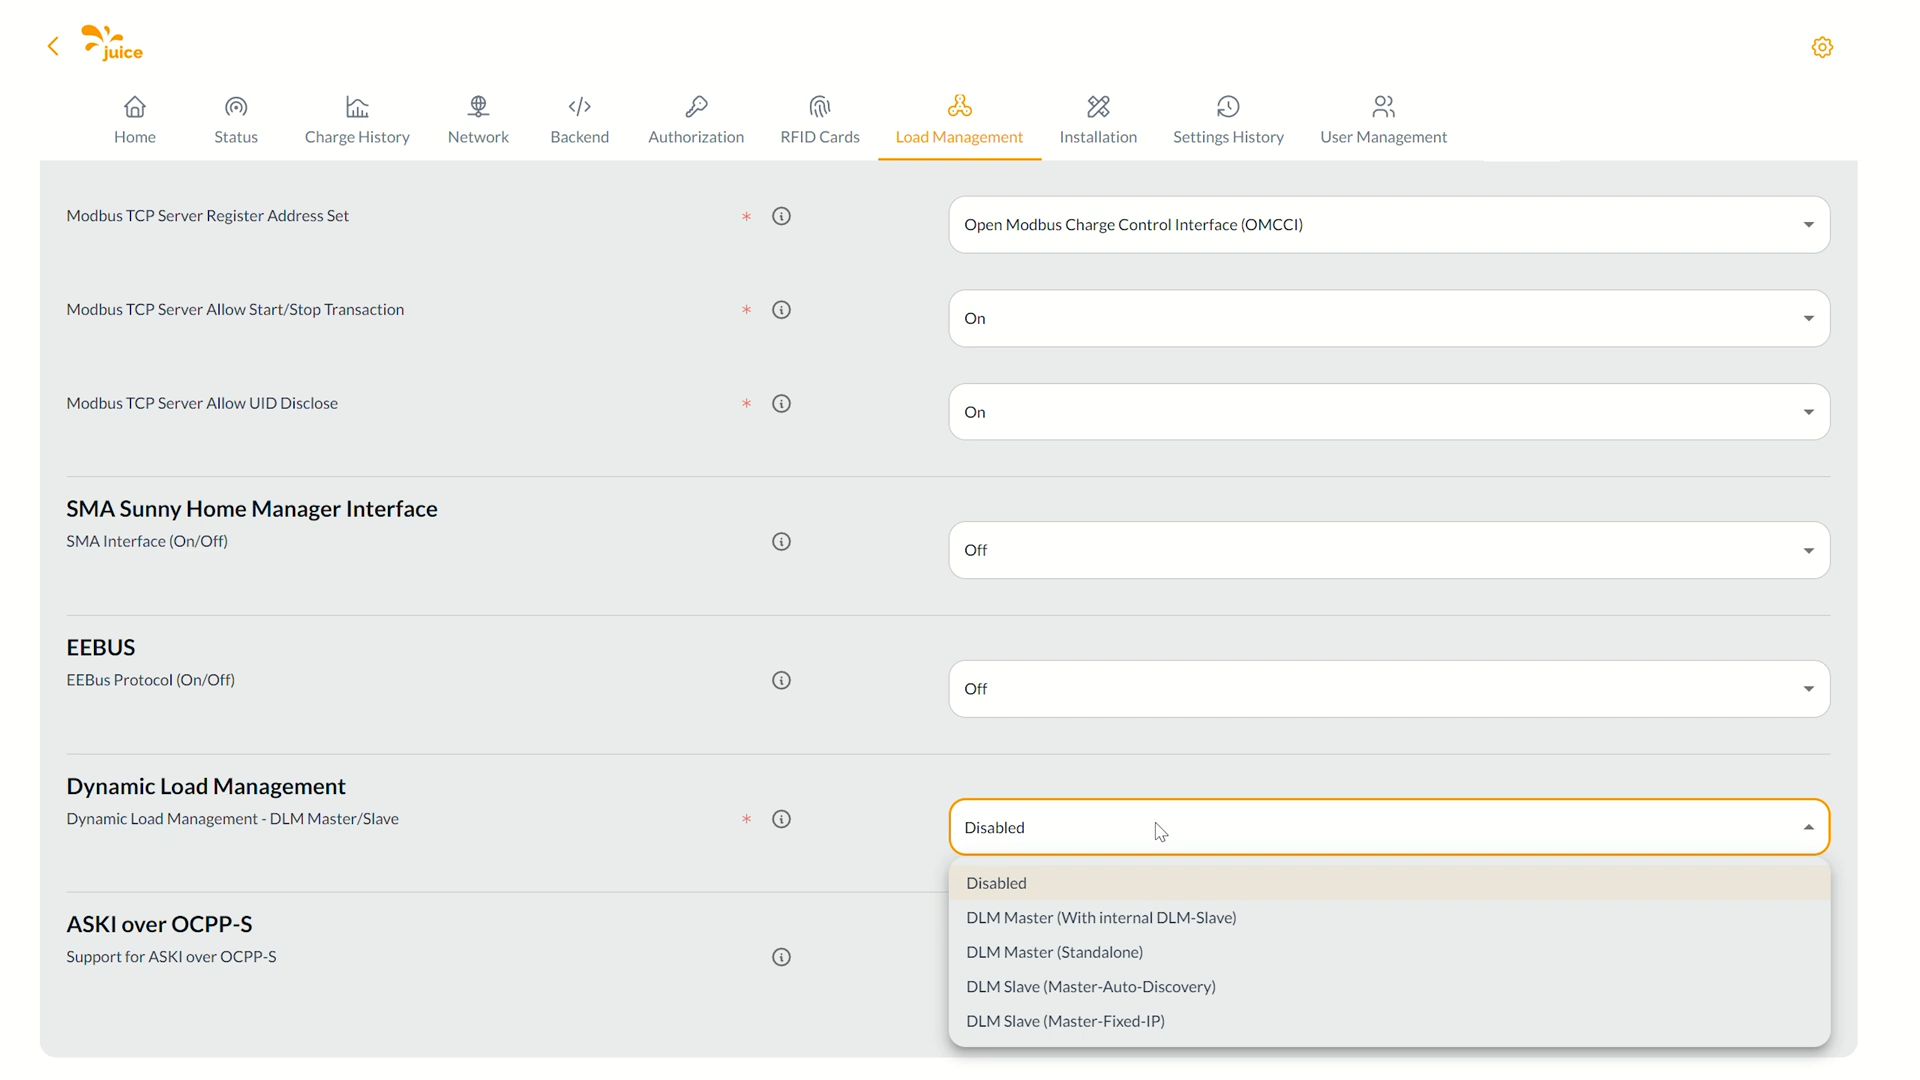 juice
Home
Status
Charge History
Network
Backend
Authorization
RFID Cards
Load Management
Installation
Settings History
User Management
Modbus TCP Server Register Address Set
*
Open Modbus Charge Control Interface (OMCCI)
Modbus TCP Server Allow Start/Stop Transaction
*
On
Modbus TCP Server Allow UID Disclose
*
On
SMA Sunny Home Manager Interface
SMA Interface (On/Off)
Off
EEBUS
EEBus Protocol (On/Off)
Off
Dynamic Load Management
Dynamic Load Management - DLM Master/Slave
*
Disabled
Disabled
DLM Master (With internal DLM-Slave)
DLM Master (Standalone)
DLM Slave (Master-Auto-Discovery)
DLM Slave (Master-Fixed-IP)
ASKI over OCPP-S
Support for ASKI over OCPP-S